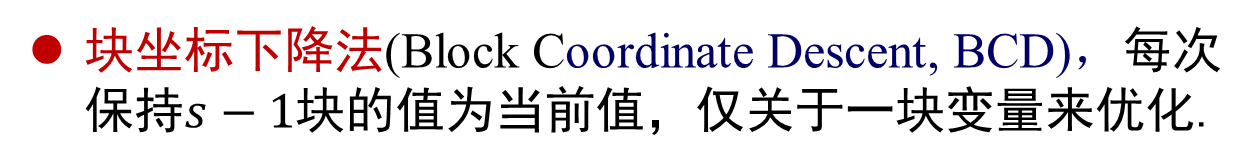 ● 块坐标下降法(Block Coordinate Descent, BCD)，每次
保持s − 1块的值为当前值，仅关于一块变量来优化.